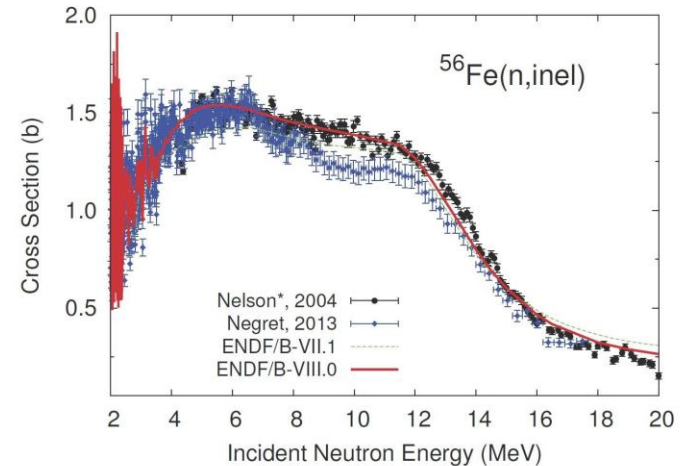 2.0
1.5
1.0
0.5
2 4 6 8 10 12 14 16 18 20
Cross Section (b)
Incident Neutron Energy (MeV)
⁵⁶Fe(n,inel)
Nelson*, 2004
Negret, 2013
ENDF/B-VII.1
ENDF/B-VIII.0